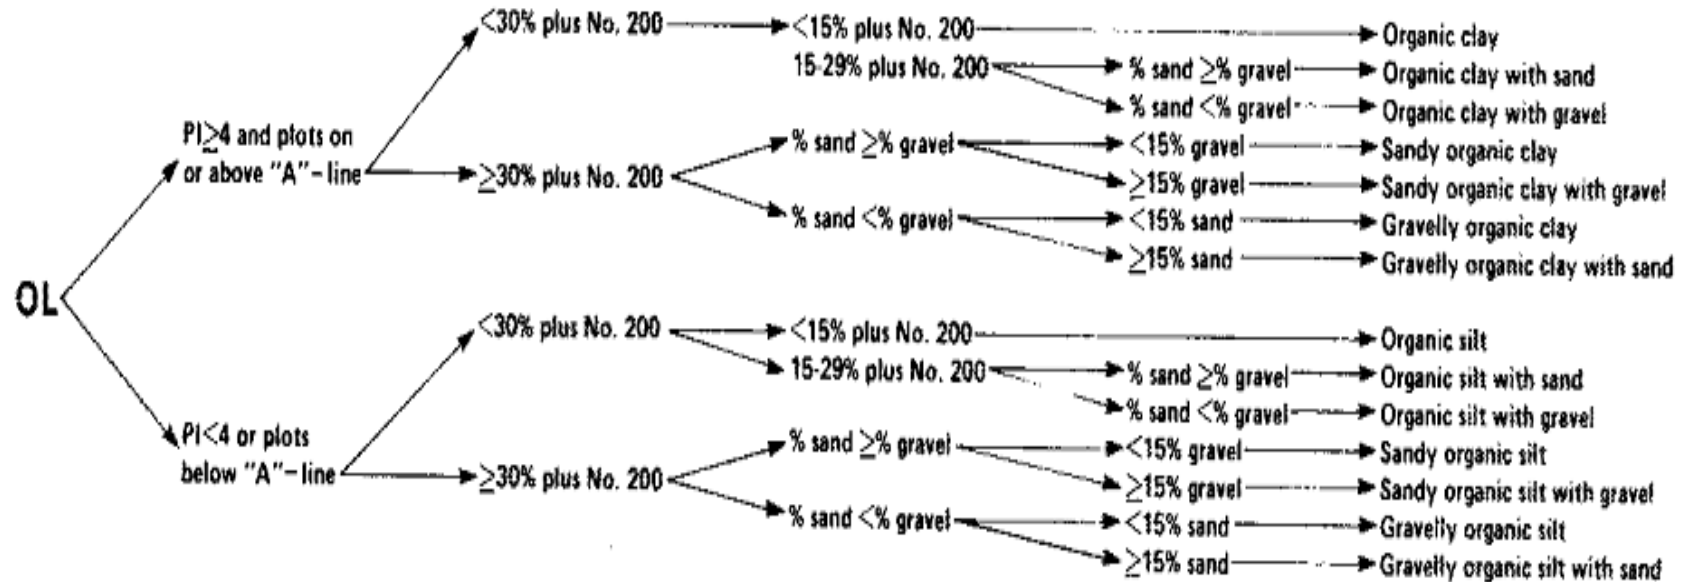 <30% plus No. 200 <15% plus No. 200 Organic clay
15-29% plus No. 200 % sand ≥% gravel Organic clay with sand
% sand <% gravel Organic clay with gravel
PI≥4 and plots on
or above "A"-line
≥30% plus No. 200 % sand ≥% gravel <15% gravel Sandy organic clay
≥15% gravel Sandy organic clay with gravel
% sand <% gravel <15% sand Gravelly organic clay
≥15% sand Gravelly organic clay with sand
OL
<30% plus No. 200 <15% plus No. 200 Organic silt
15-29% plus No. 200 % sand ≥% gravel Organic silt with sand
% sand <% gravel Organic silt with gravel
PI<4 or plots
below "A"-line
≥30% plus No. 200 % sand ≥% gravel <15% gravel Sandy organic silt
≥15% gravel Sandy organic silt with gravel
% sand <% gravel <15% sand Gravelly organic silt
≥15% sand Gravelly organic silt with sand